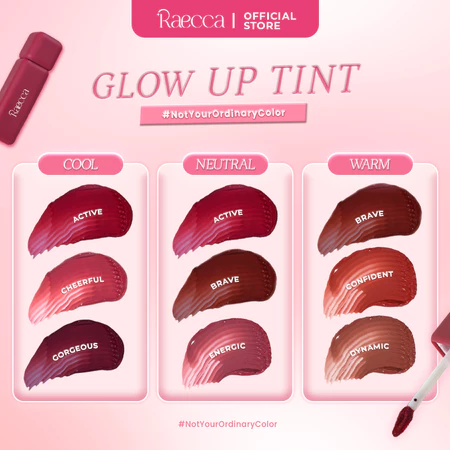 Raecca | OFFICIAL STORE
Raecca
GLOW UP TINT
#NotYourOrdinaryColor
COOL
ACTIVE
CHEERFUL
GORGEOUS
NEUTRAL
ACTIVE
BRAVE
ENERGIC
WARM
BRAVE
CONFIDENT
DYNAMIC
#NotYourOrdinaryColor